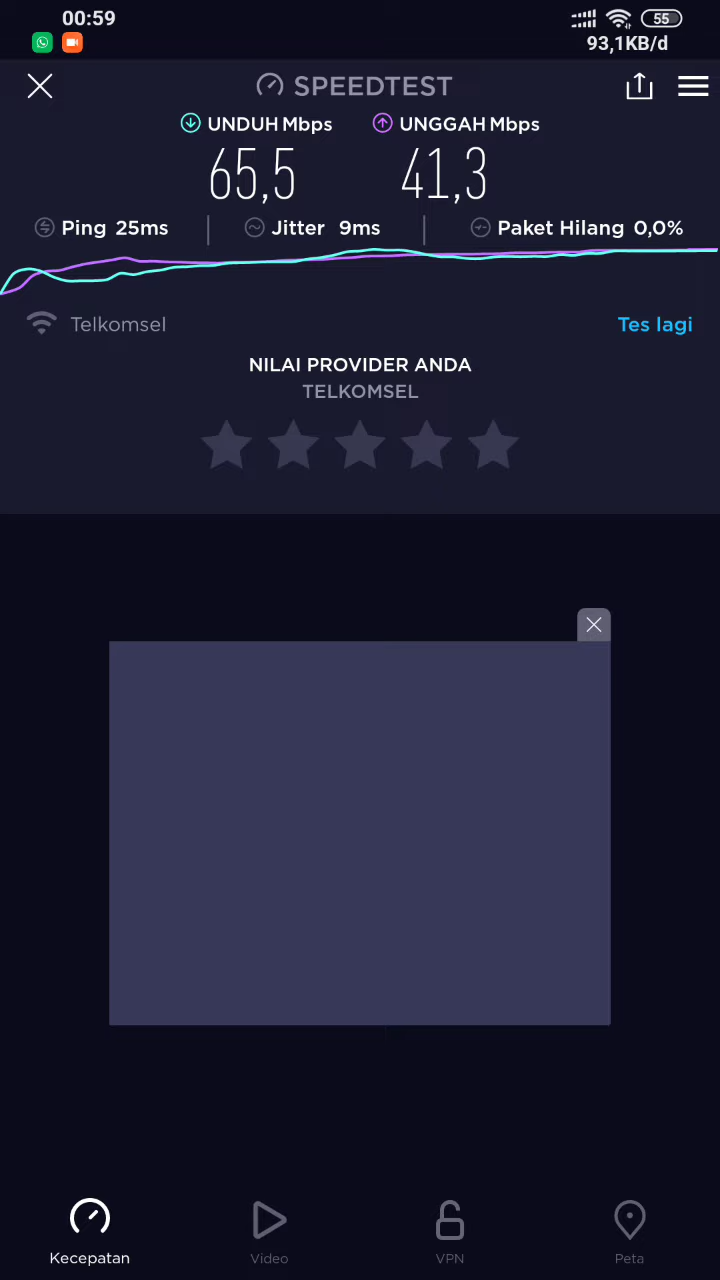 00:59
55
93,1KB/d
SPEEDTEST
UNDUH Mbps UNGGAH Mbps
65,5 41,3
Ping 25ms Jitter 9ms Paket Hilang 0,0%
Telkomsel Tes lagi
NILAI PROVIDER ANDA
TELKOMSEL
Kecepatan Video VPN Peta